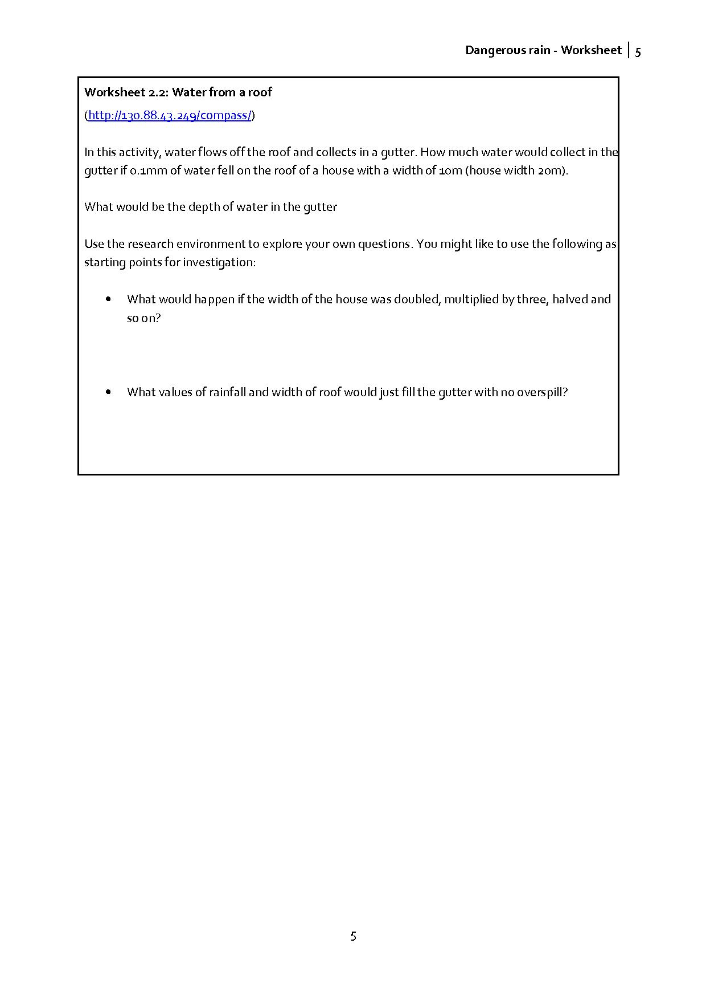 Dangerous rain - Worksheet 5
Worksheet 2.2: Water from a roof
(http://130.88.43.249/compass/)
In this activity, water flows off the roof and collects in a gutter. How much water would collect in the
gutter if 0.1mm of water fell on the roof of a house with a width of 10m (house width 20m).
What would be the depth of water in the gutter
Use the research environment to explore your own questions. You might like to use the following as
starting points for investigation:
• What would happen if the width of the house was doubled, multiplied by three, halved and
so on?
• What values of rainfall and width of roof would just fill the gutter with no overspill?
5